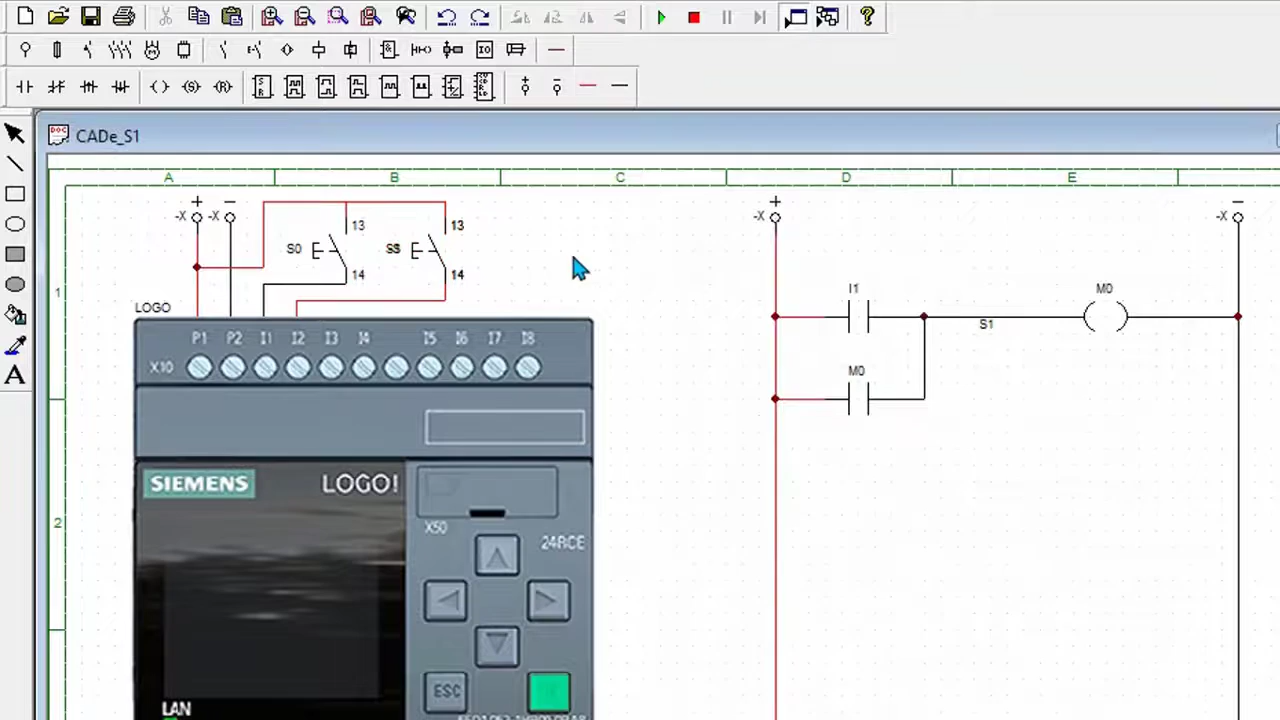 CADe_S1
A B C D E
+ − + −
-X -X -X -X
13 13
S0
14 14
1
I1 M0
S1
LOGO
P1 P2 I1 I2 I3 I4 I5 I6 I7 I8
X10
M0
SIEMENS LOGO!
2
X50
24RCE
ESC
LAN
A